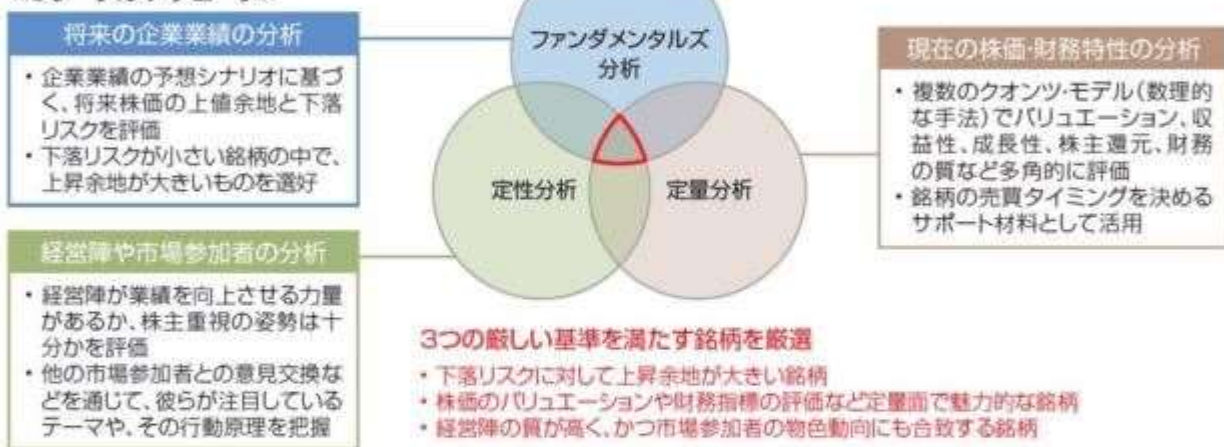 将来の企業業績の分析
・企業業績の予想シナリオに基づ
く、将来株価の上値余地と下落
リスクを評価
・下落リスクが小さい銘柄の中で、
上昇余地が大きいものを選好
経営陣や市場参加者の分析
・経営陣が業績を向上させる力量
があるか、株主重視の姿勢は十
分かを評価
・他の市場参加者との意見交換な
どを通じて、彼らが注目している
テーマや、その行動原理を把握
ファンダメンタルズ
分析
定性分析
定量分析
現在の株価・財務特性の分析
・複数のクオンツ・モデル(数理的
な手法)でバリュエーション、収
益性、成長性、株主還元、財務
の質など多角的に評価
・銘柄の売買タイミングを決める
サポート材料として活用
3つの厳しい基準を満たす銘柄を厳選
・下落リスクに対して上昇余地が大きい銘柄
・株価のバリュエーションや財務指標の評価など定量面で魅力的な銘柄
・経営陣の質が高く、かつ市場参加者の物色動向にも合致する銘柄